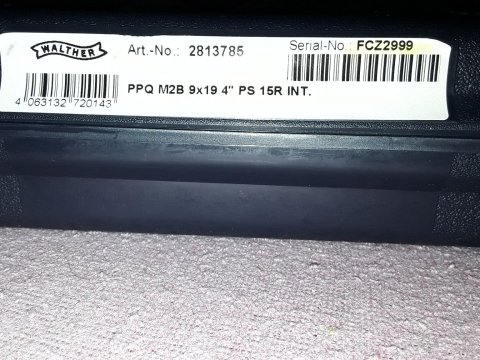 WALTHER
Art.-No.: 2813785
Serial-No.: FCZ2999
4 063132 720143
PPQ M2B 9x19 4" PS 15R INT.